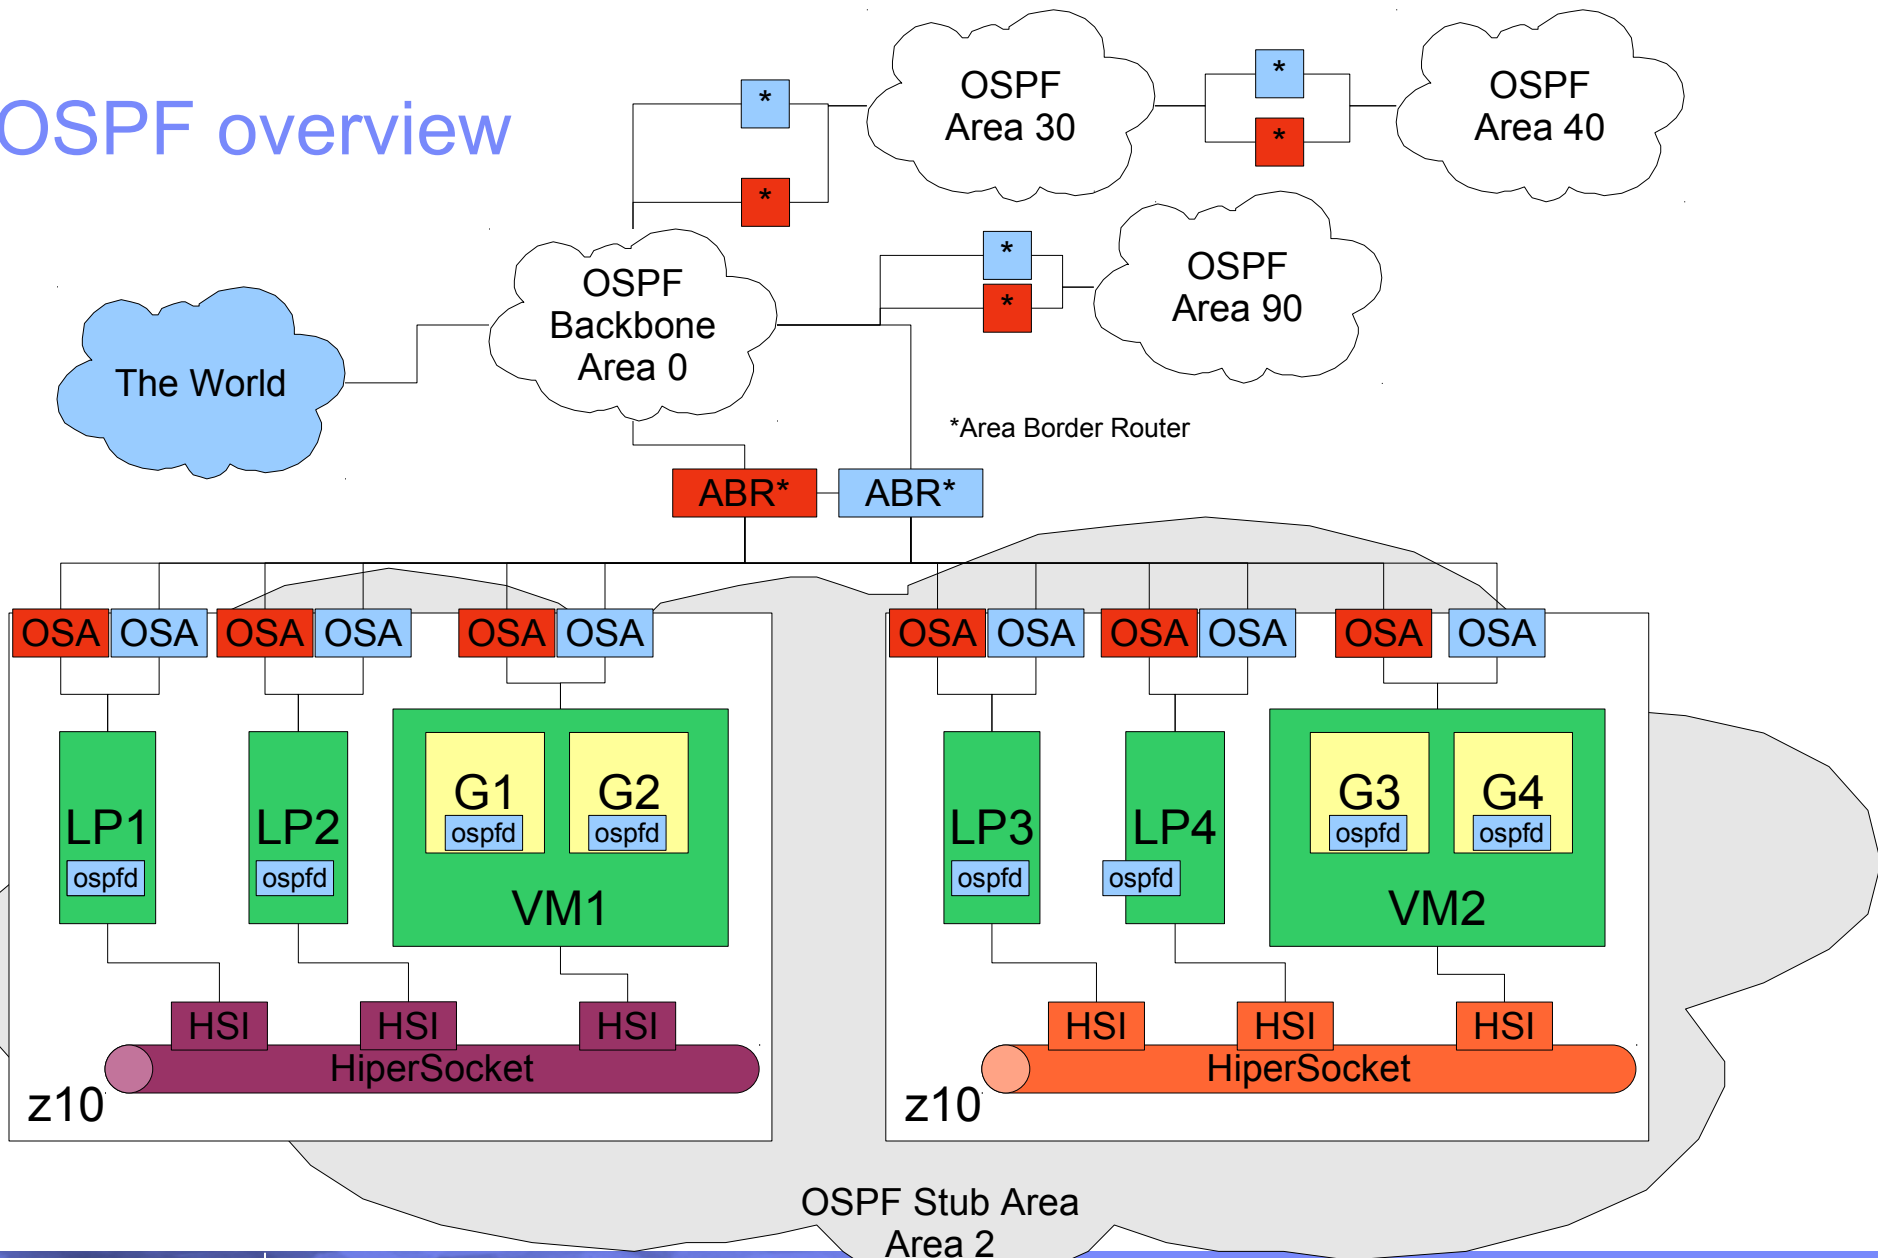 OSPF overview
*
*
OSPF
Area 30
*
*
OSPF
Area 40
*
*
OSPF
Area 90
OSPF
Backbone
Area 0
The World
*Area Border Router
ABR*
ABR*
OSA
OSA
OSA
OSA
OSA
OSA
OSA
OSA
OSA
OSA
OSA
OSA
LP1
ospfd
LP2
ospfd
G1
ospfd
G2
ospfd
VM1
LP3
ospfd
LP4
ospfd
G3
ospfd
G4
ospfd
VM2
HSI
HSI
HSI
HiperSocket
z10
HSI
HSI
HSI
HiperSocket
z10
OSPF Stub Area
Area 2